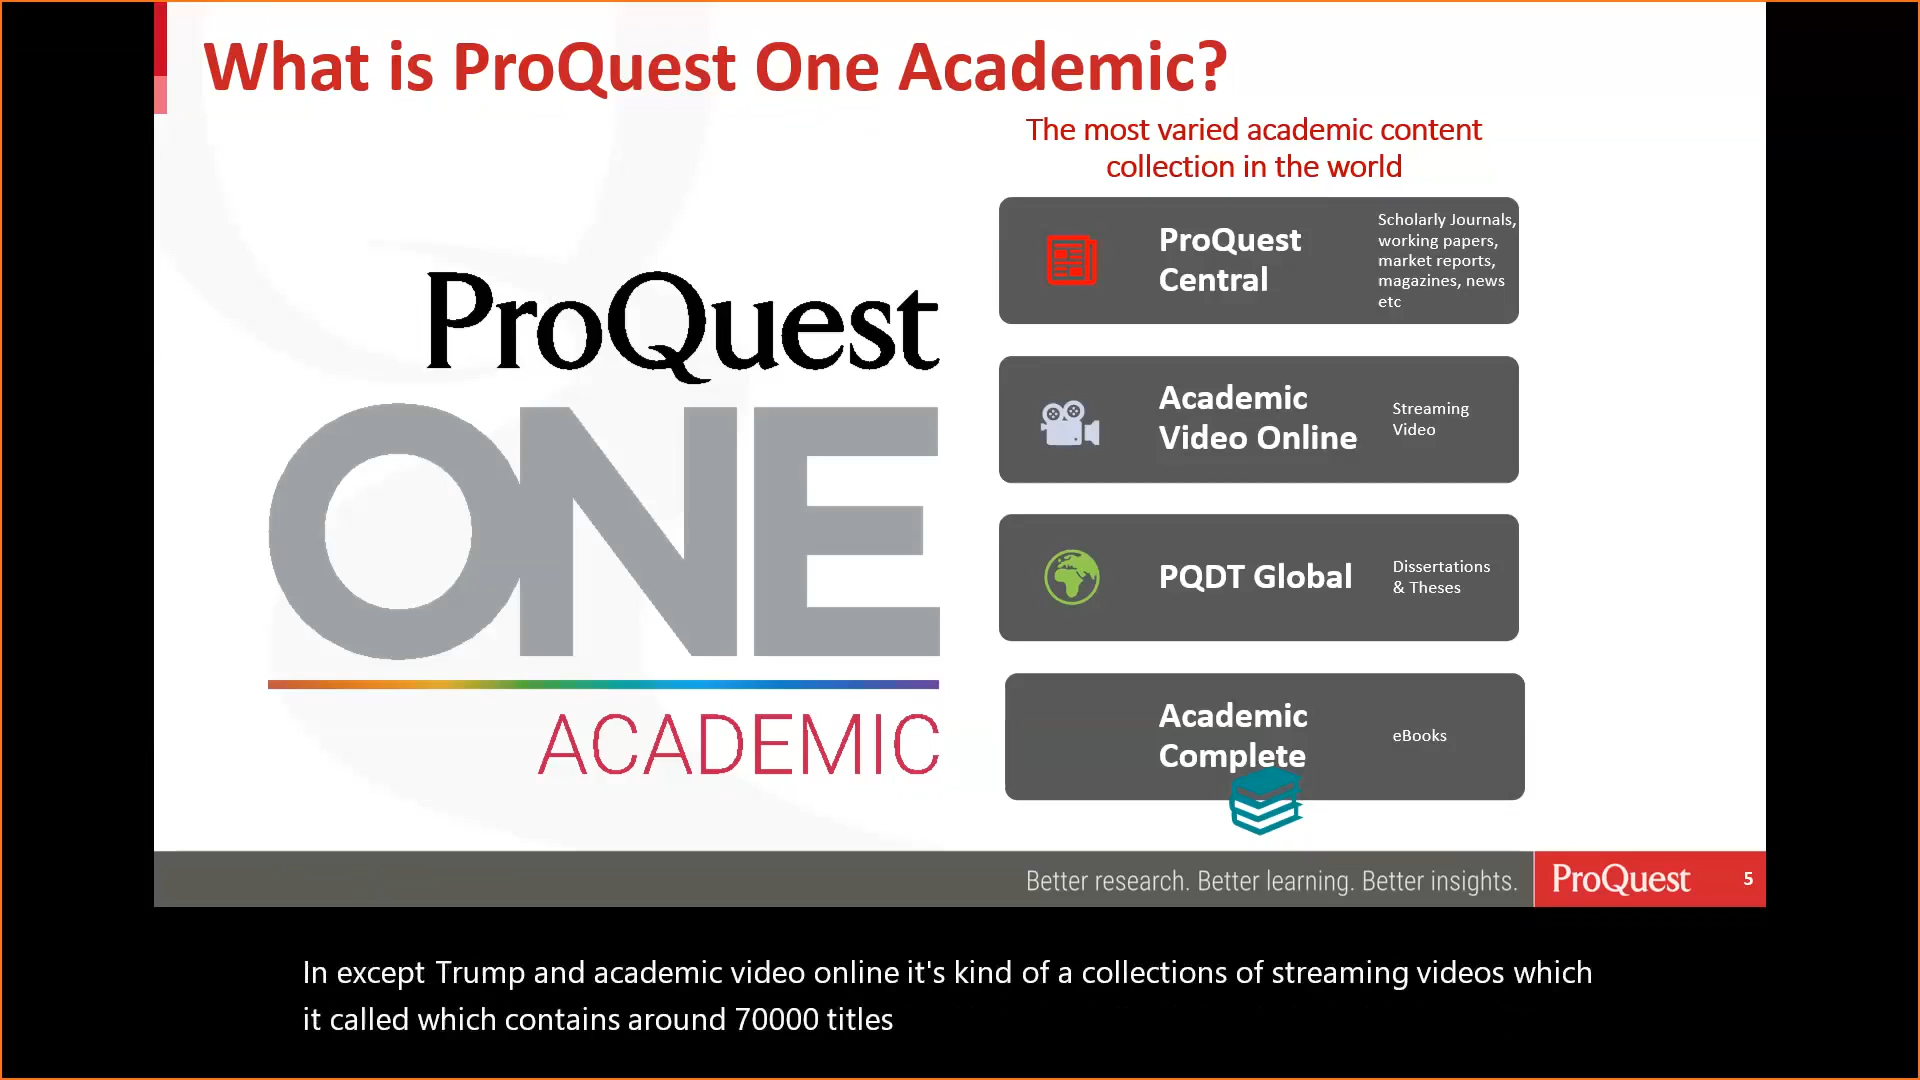 What is ProQuest One Academic?
The most varied academic content
collection in the world
ProQuest
ONE
ACADEMIC
ProQuest
Central
Scholarly Journals,
working papers,
market reports,
magazines, news
etc
Academic
Video Online
Streaming
Video
PQDT Global
Dissertations
& Theses
Academic
Complete
eBooks
Better research. Better learning. Better insights.
ProQuest
5
In except Trump and academic video online it's kind of a collections of streaming videos which
it called which contains around 70000 titles